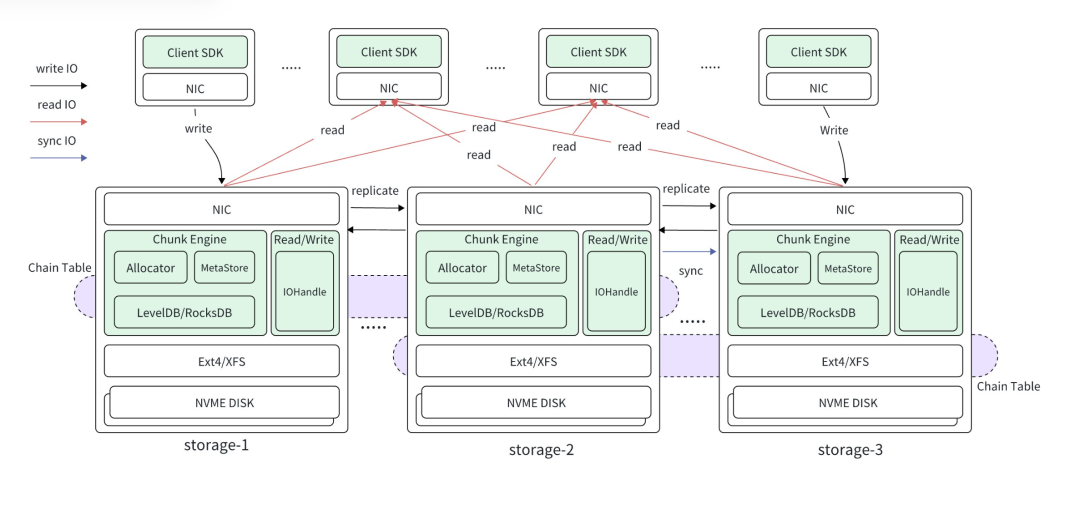 write IO
read IO
sync IO
Client SDK
NIC
.....
Client SDK
NIC
.....
Client SDK
NIC
.....
Client SDK
NIC
write
read
read
read
read
read
read
Write
replicate
replicate
sync
Chain Table
NIC
Chunk Engine
Allocator
MetaStore
LevelDB/RocksDB
Read/Write
IOHandle
Ext4/XFS
NVME DISK
storage-1
.....
NIC
Chunk Engine
Allocator
MetaStore
LevelDB/RocksDB
Read/Write
IOHandle
Ext4/XFS
NVME DISK
storage-2
.....
NIC
Chunk Engine
Allocator
MetaStore
LevelDB/RocksDB
Read/Write
IOHandle
Ext4/XFS
NVME DISK
storage-3
Chain Table